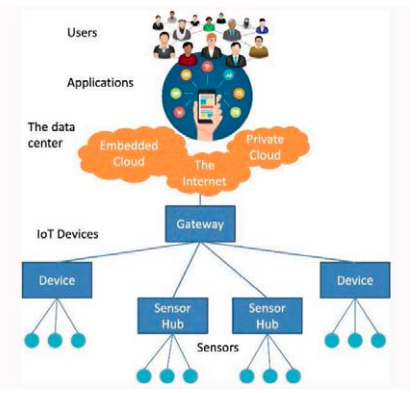 Users
Applications
The data
center
Embedded
Cloud
The
Internet
Private
Cloud
Gateway
IoT Devices
Device
Device
Sensor
Hub
Sensor
Hub
Sensors